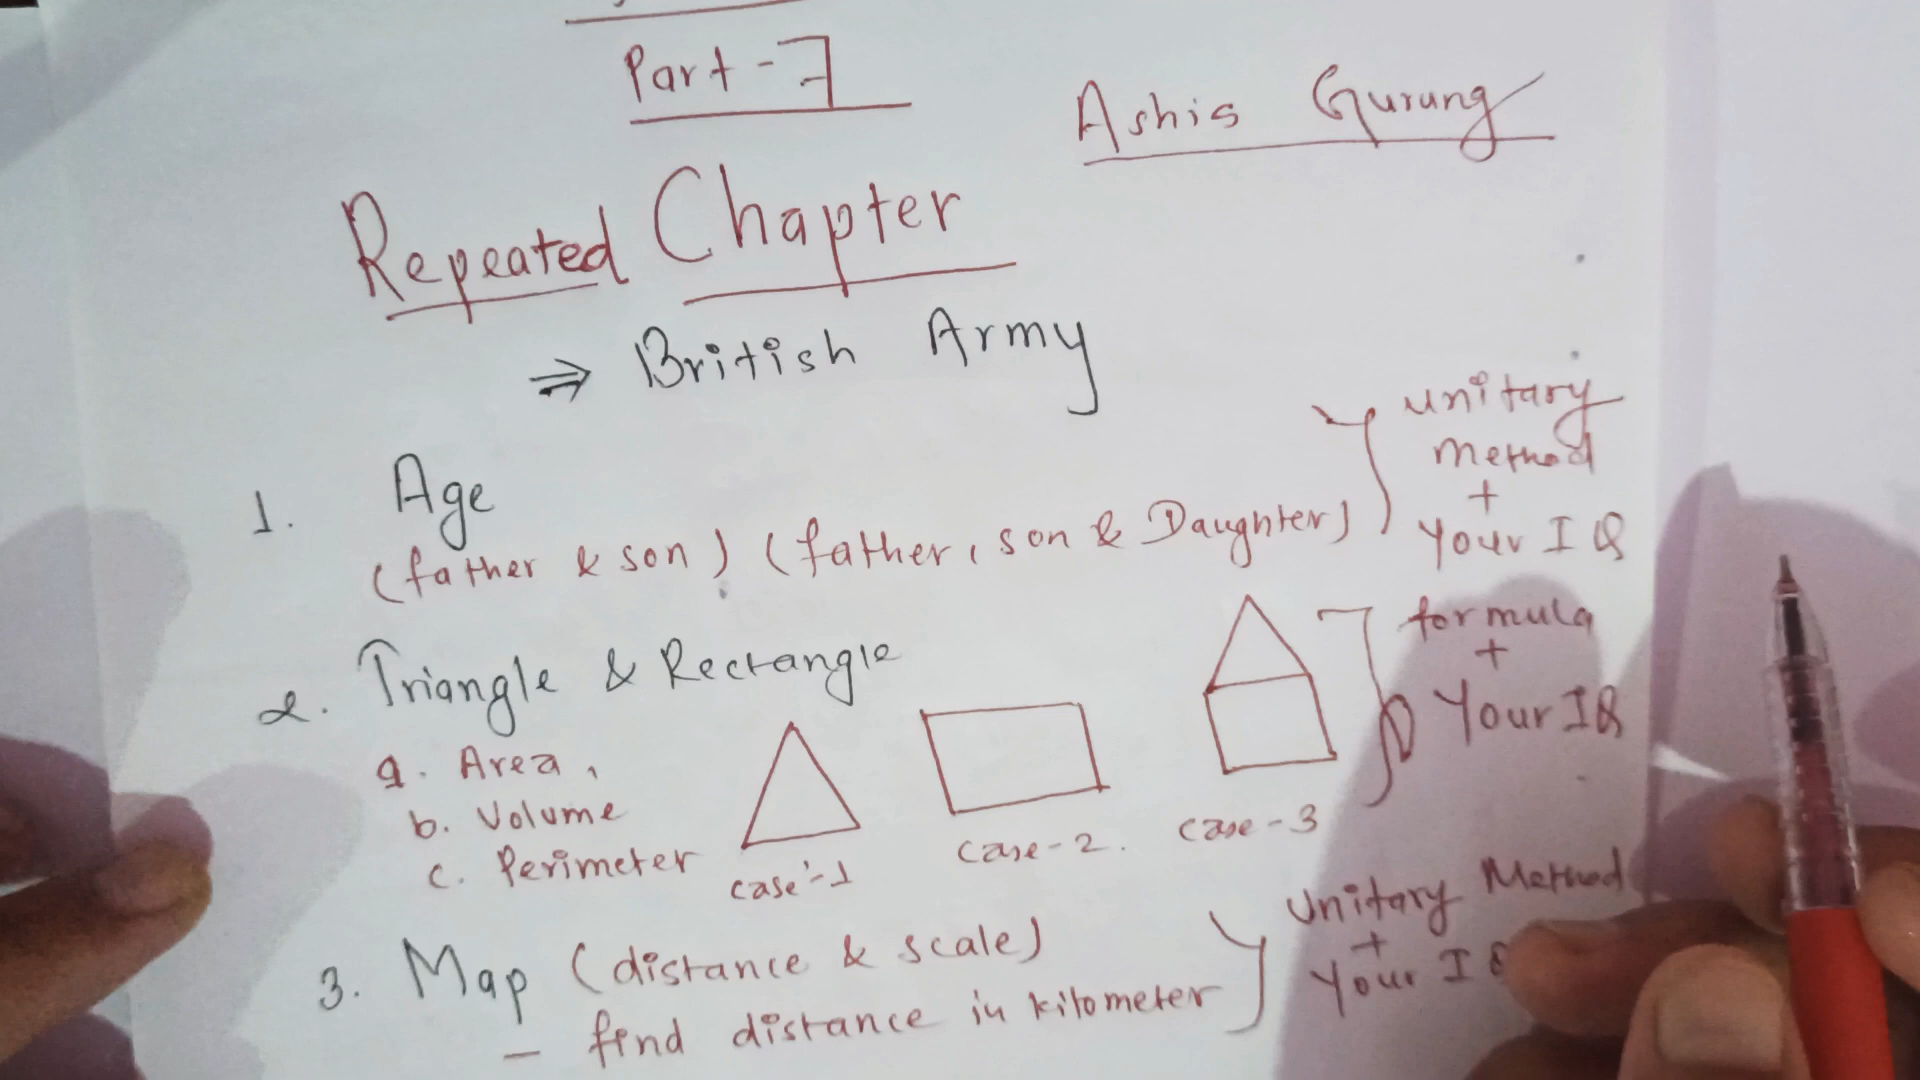 Part-7
Ashis Gurung
Repeated Chapter
⇒ British Army
1. Age
(father & son) (father, son & Daughter)
unitary
Method
+
Your IQ
2. Triangle & Rectangle
a. Area,
b. Volume
c. Perimeter
case-1
case-2.
case-3
formula
+
Your IQ
3. Map (distance & scale)
- find distance in kilometer
Unitary Method
+
Your I